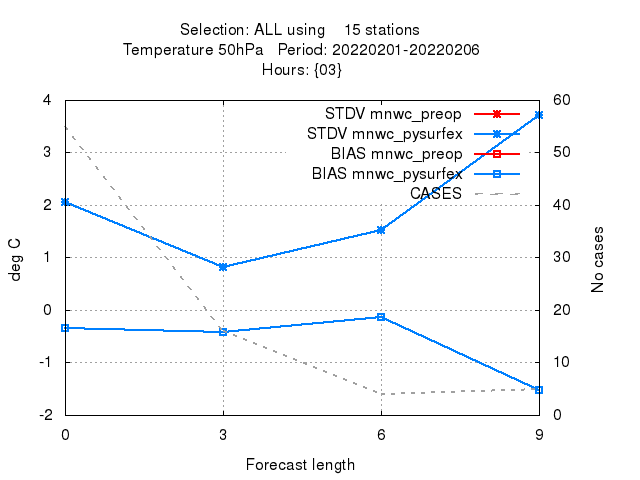 Selection: ALL using 15 stations
Temperature 50hPa Period: 20220201-20220206
Hours: {03}
STDV mnwc_preop
STDV mnwc_pysurfex
BIAS mnwc_preop
BIAS mnwc_pysurfex
CASES
4
3
2
1
0
-1
-2
deg C
60
50
40
30
20
10
0
No cases
0 3 6 9
Forecast length